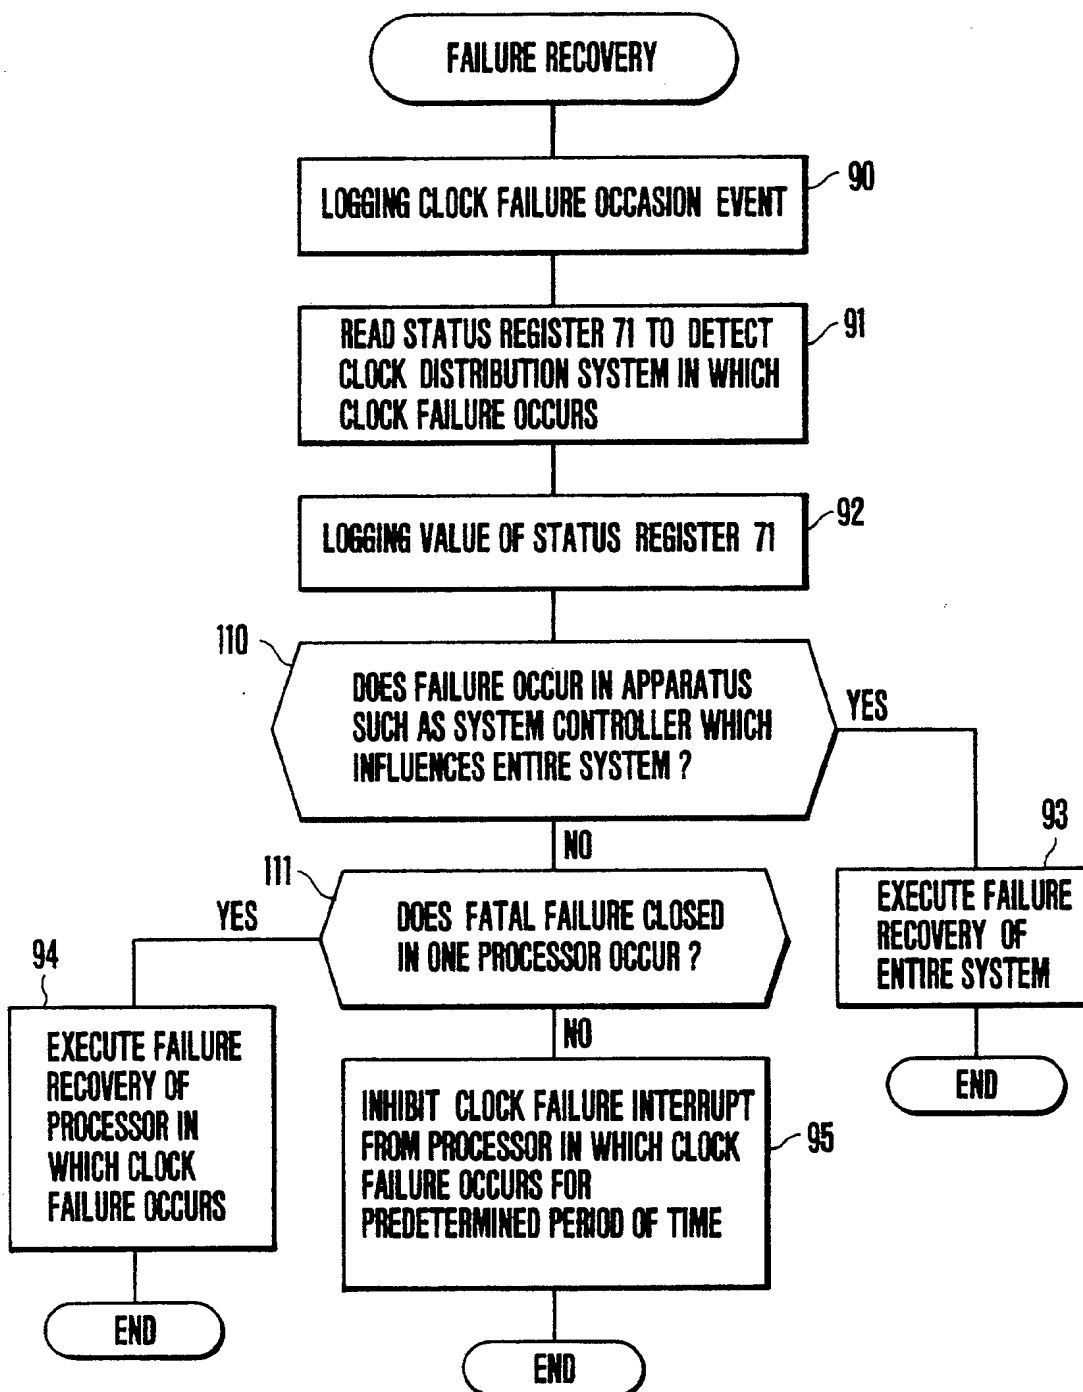 FAILURE RECOVERY
90
LOGGING CLOCK FAILURE OCCASION EVENT
91
READ STATUS REGISTER 71 TO DETECT
CLOCK DISTRIBUTION SYSTEM IN WHICH
CLOCK FAILURE OCCURS
92
LOGGING VALUE OF STATUS REGISTER 71
110
DOES FAILURE OCCUR IN APPARATUS
SUCH AS SYSTEM CONTROLLER WHICH
INFLUENCES ENTIRE SYSTEM ?
YES
NO
93
EXECUTE FAILURE
RECOVERY OF
ENTIRE SYSTEM
END
111
DOES FATAL FAILURE CLOSED
IN ONE PROCESSOR OCCUR ?
YES
NO
94
EXECUTE FAILURE
RECOVERY OF
PROCESSOR IN
WHICH CLOCK
FAILURE OCCURS
END
95
INHIBIT CLOCK FAILURE INTERRUPT
FROM PROCESSOR IN WHICH CLOCK
FAILURE OCCURS FOR
PREDETERMINED PERIOD OF TIME
END